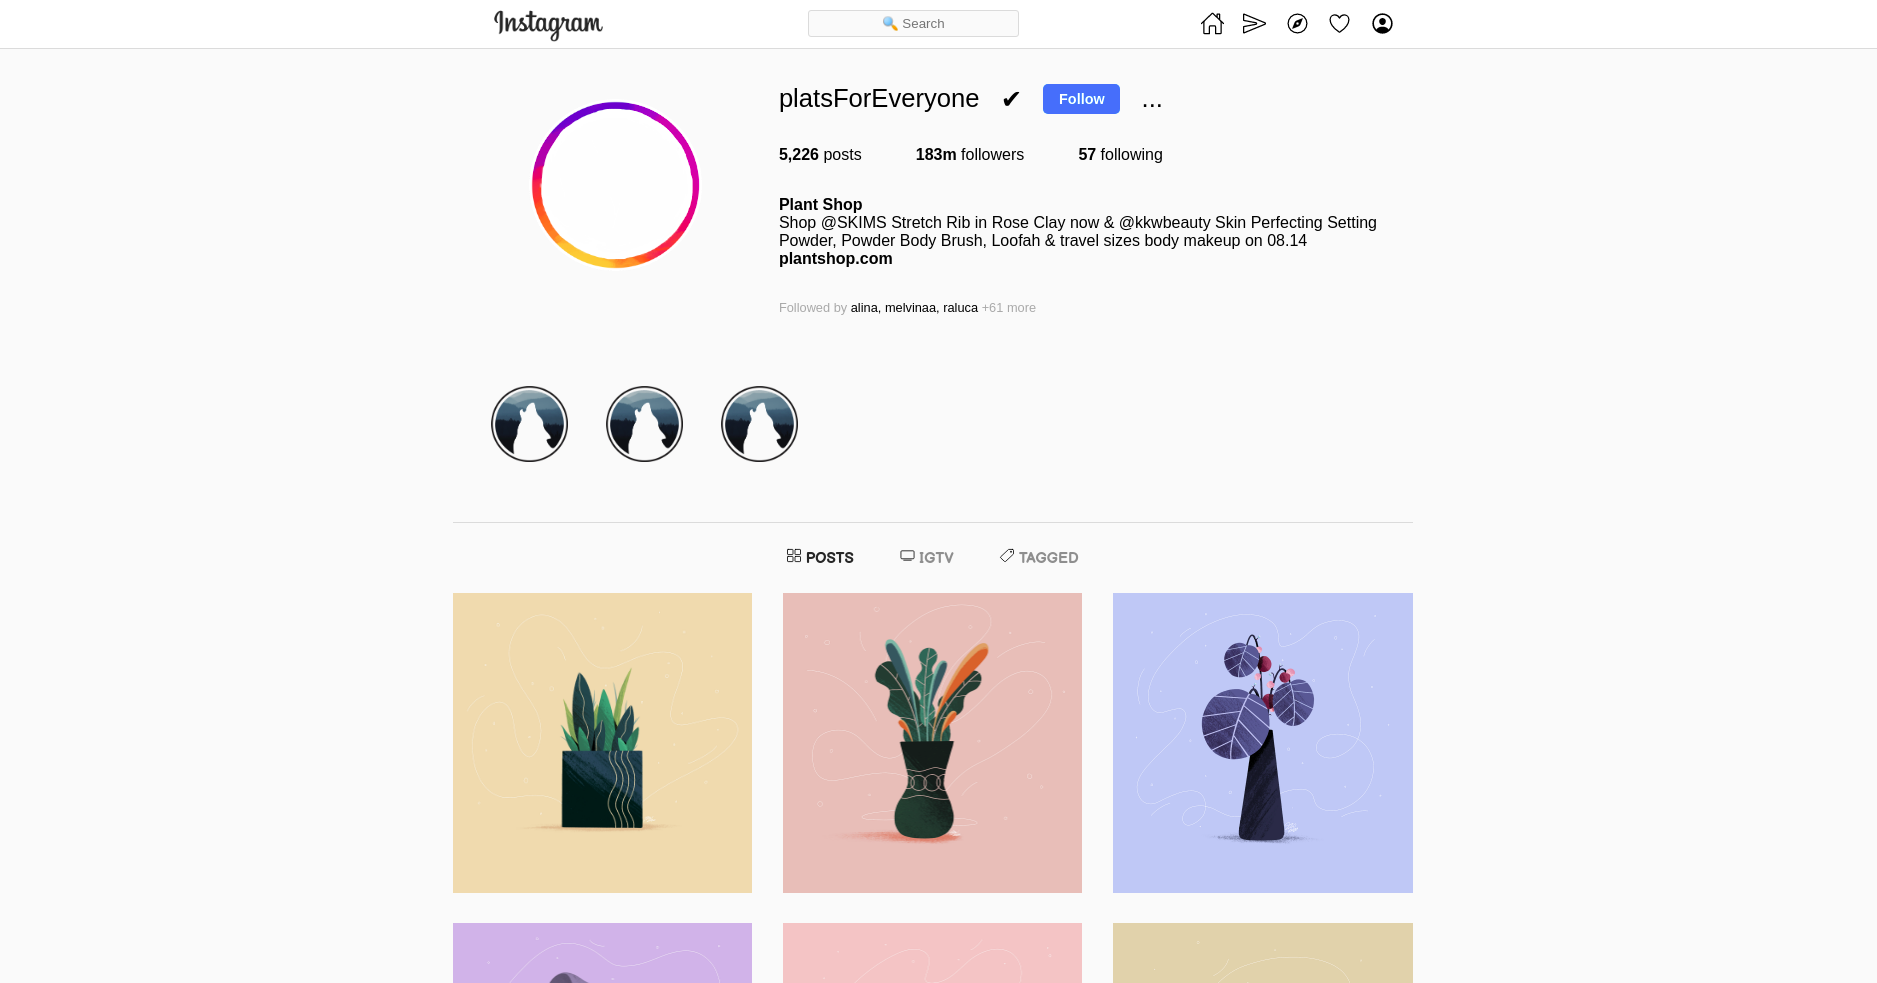 Instagram
🔍 Search
platsForEveryone ✔ Follow ...
5,226 posts 183m followers 57 following
Plant Shop
Shop @SKIMS Stretch Rib in Rose Clay now & @kkwbeauty Skin Perfecting Setting
Powder, Powder Body Brush, Loofah & travel sizes body makeup on 08.14
plantshop.com
Followed by alina, melvinaa, raluca +61 more
POSTS IGTV TAGGED